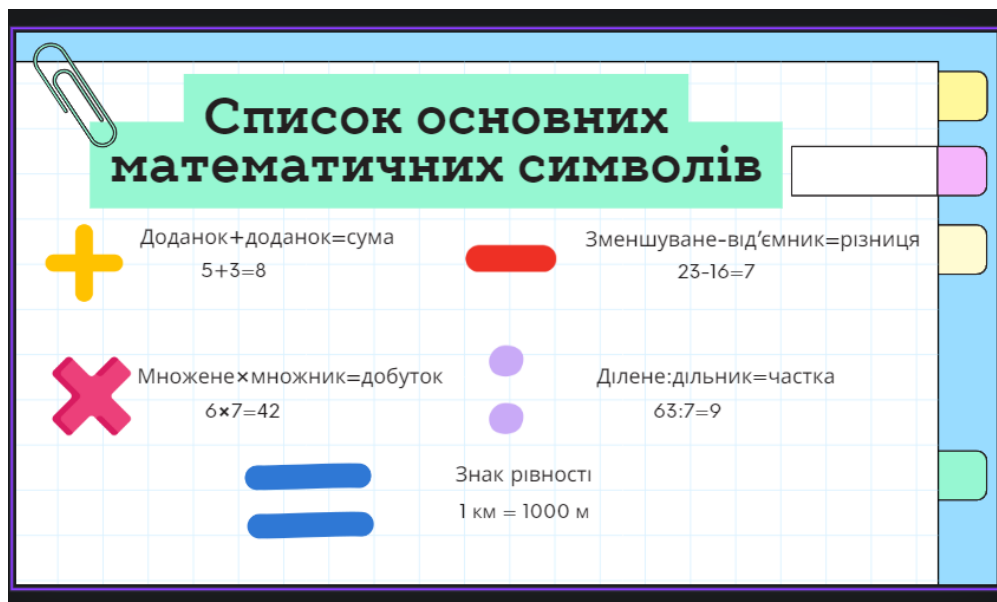 Список основних
математичних символів
Доданок+доданок=сума
5+3=8
Зменшуване-від’ємник=різниця
23-16=7
Множене×множник=добуток
6×7=42
Ділене:дільник=частка
63:7=9
Знак рівності
1 км = 1000 м